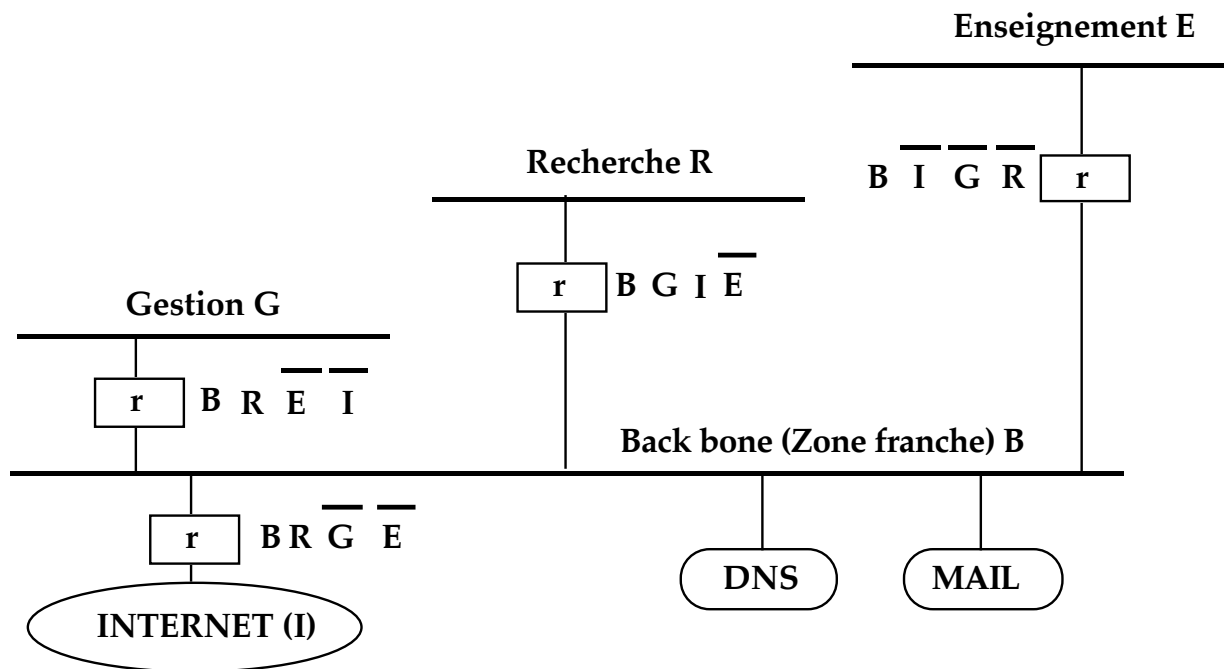 Enseignement E
B I̅ G̅ R̅ r
Recherche R
r B G I E̅
Gestion G
r B R E̅ I̅
Back bone (Zone franche) B
r B R G̅ E̅
DNS MAIL
INTERNET (I)